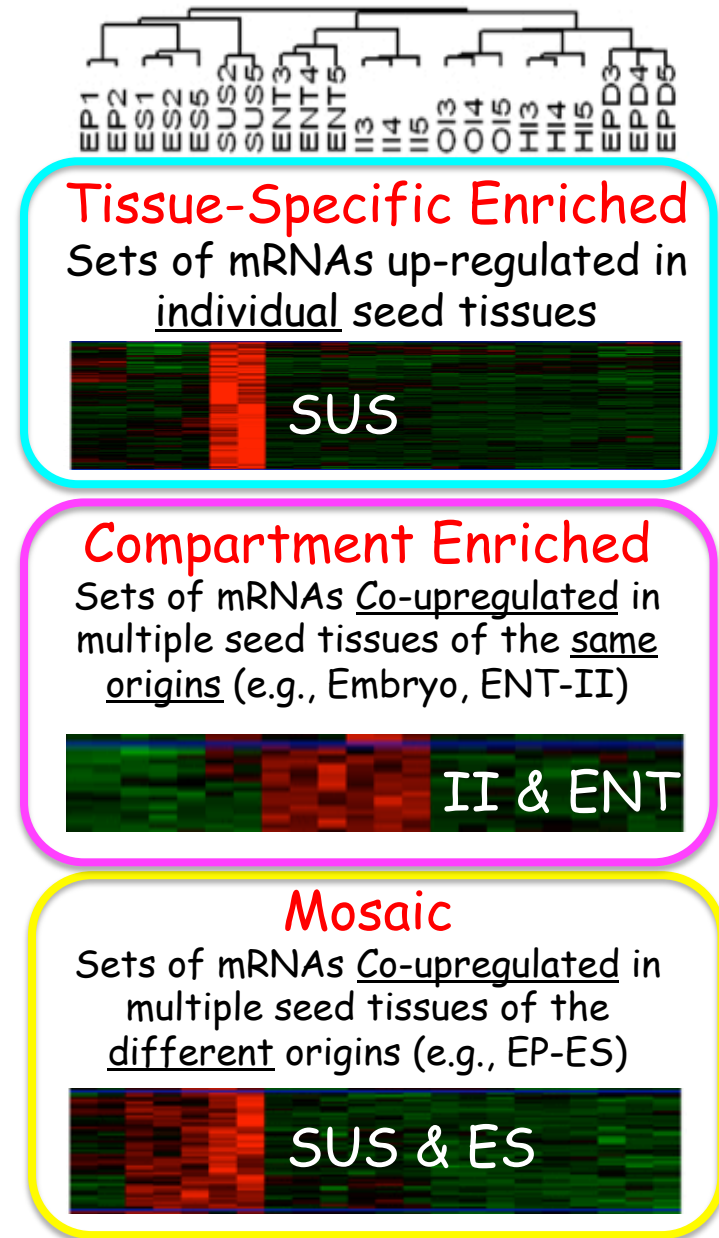 EP1 EP2 ES1 ES2 ES5 SUS2 SUS5 ENT3 ENT4 ENT5 II3 II4 II5 OI3 OI4 OI5 HI3 HI4 HI5 EPD3 EPD4 EPD5
Tissue-Specific Enriched
Sets of mRNAs up-regulated in
individual seed tissues
SUS
Compartment Enriched
Sets of mRNAs Co-upregulated in
multiple seed tissues of the same
origins (e.g., Embryo, ENT-II)
II & ENT
Mosaic
Sets of mRNAs Co-upregulated in
multiple seed tissues of the
different origins (e.g., EP-ES)
SUS & ES